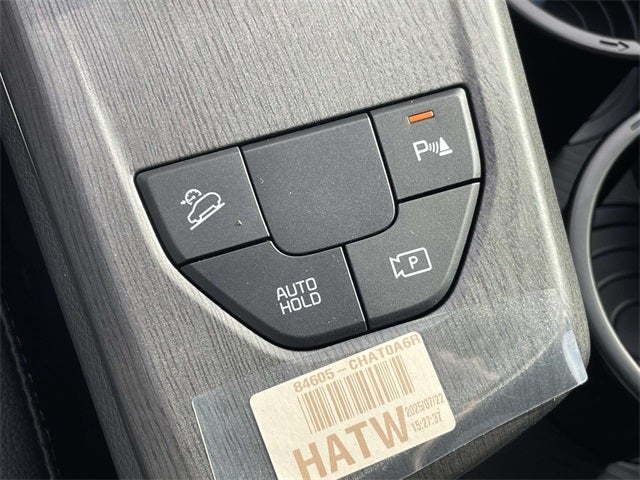 P
P
AUTO
HOLD
84605-CHAT0A6R
HATW
2025/07/22
15:27:37